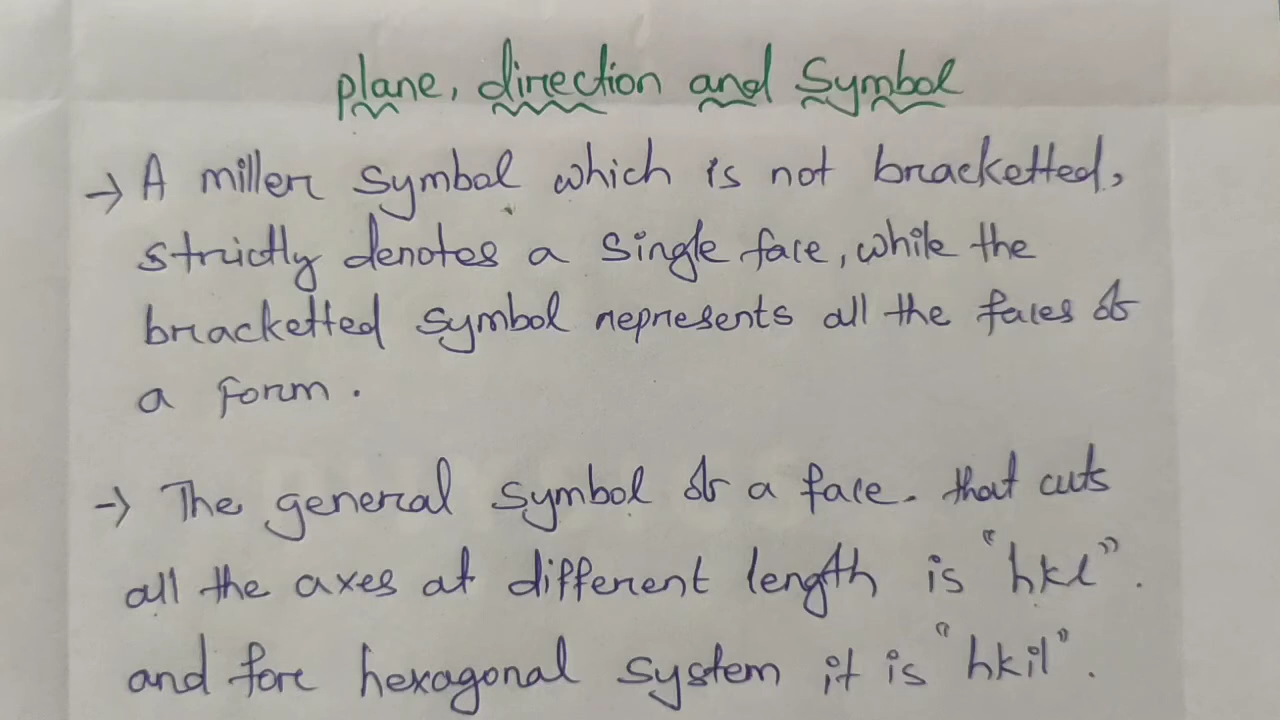 plane, direction and Symbol
→ A miller symbol which is not bracketted,
strictly denotes a single face, while the
bracketted symbol represents all the faces of
a form.
→ The general symbol of a face. that cuts
all the axes at different length is "hkl".
and fore hexagonal system it is "hkil".